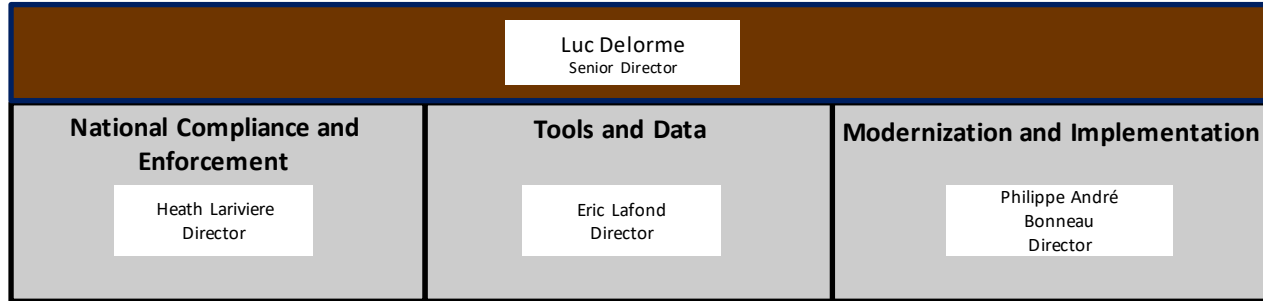 Luc Delorme
Senior Director
National Compliance and
Enforcement
Heath Lariviere
Director
Tools and Data
Eric Lafond
Director
Modernization and Implementation
Philippe André
Bonneau
Director